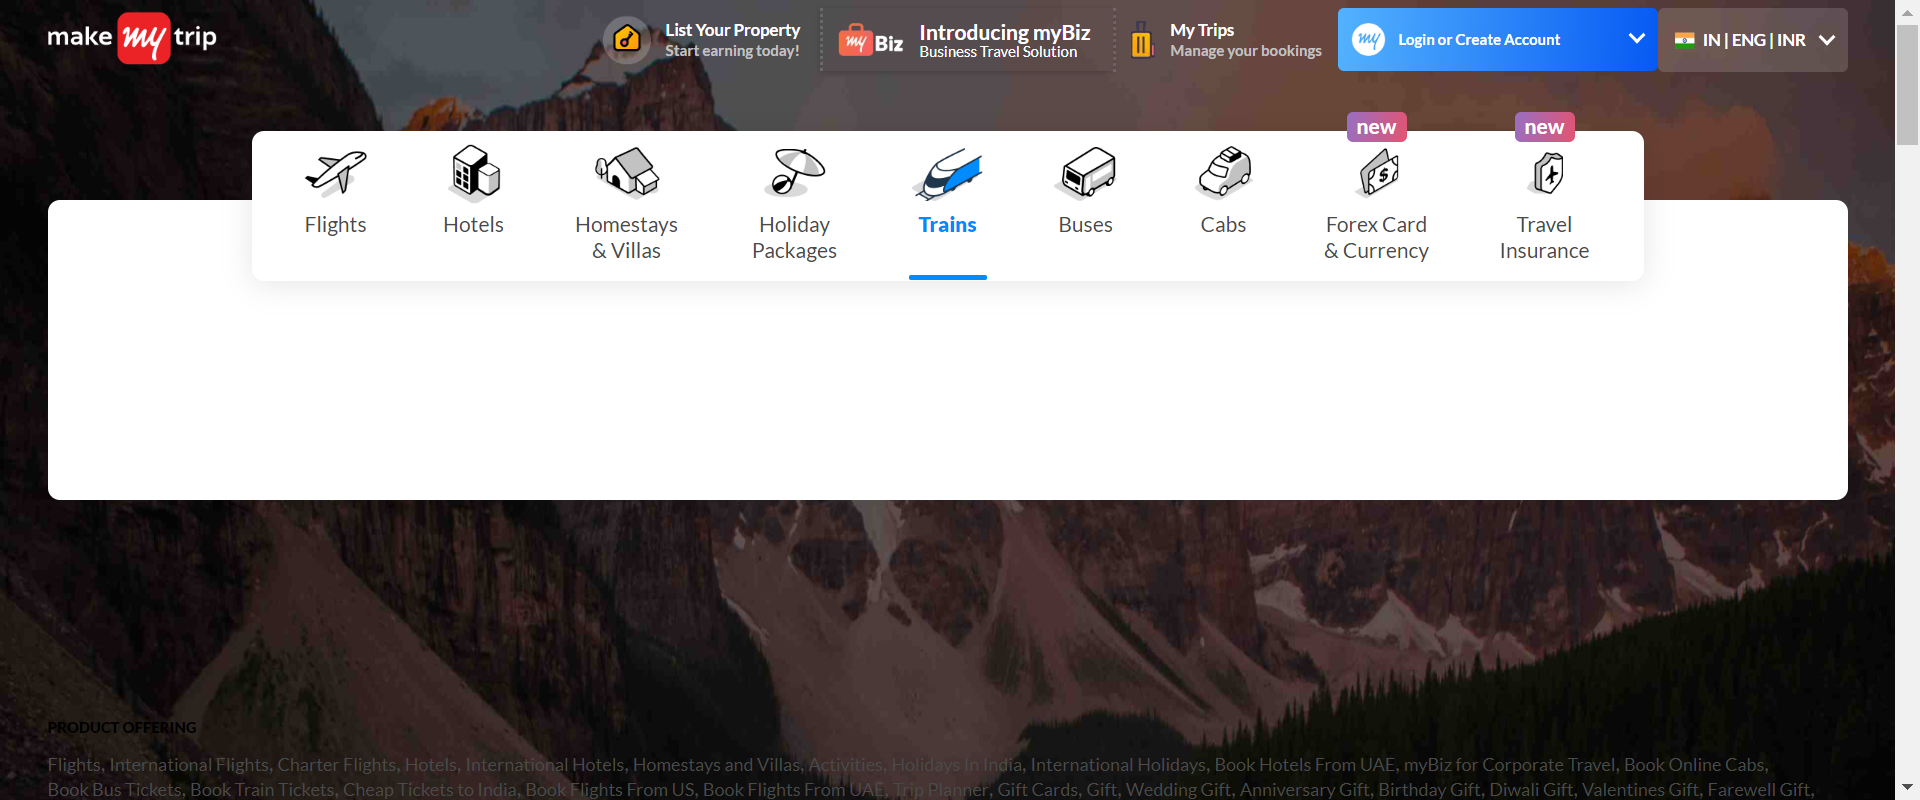 make my trip
List Your Property
Start earning today!
my Biz
Introducing myBiz
Business Travel Solution
My Trips
Manage your bookings
my
Login or Create Account
IN | ENG | INR
new
new
Flights
Hotels
Homestays
& Villas
Holiday
Packages
Trains
Buses
Cabs
Forex Card
& Currency
Travel
Insurance
PRODUCT OFFERING
Flights, International Flights, Charter Flights, Hotels, International Hotels, Homestays and Villas, Activities, Holidays In India, International Holidays, Book Hotels From UAE, myBiz for Corporate Travel, Book Online Cabs,
Book Bus Tickets, Book Train Tickets, Cheap Tickets to India, Book Flights From US, Book Flights From UAE, Trip Planner, Gift Cards, Gift, Wedding Gift, Anniversary Gift, Birthday Gift, Diwali Gift, Valentines Gift, Farewell Gift,